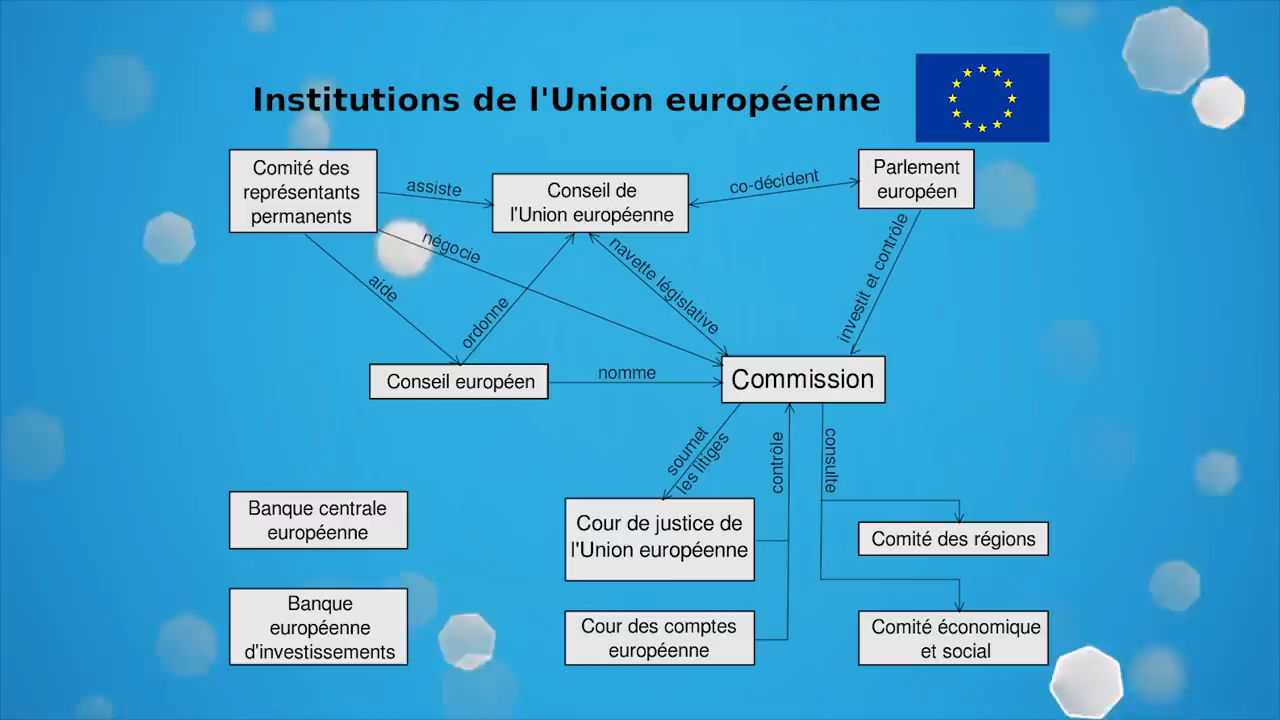 Institutions de l'Union européenne
Comité des
représentants
permanents
assiste
Conseil de
l'Union européenne
co-décident
Parlement
européen
négocie
navette législative
investit et contrôle
aide
ordonne
Conseil européen
nomme
Commission
soumet
les litiges
contrôle
consulte
Banque centrale
européenne
Cour de justice de
l'Union européenne
Comité des régions
Banque
européenne
d'investissements
Cour des comptes
européenne
Comité économique
et social